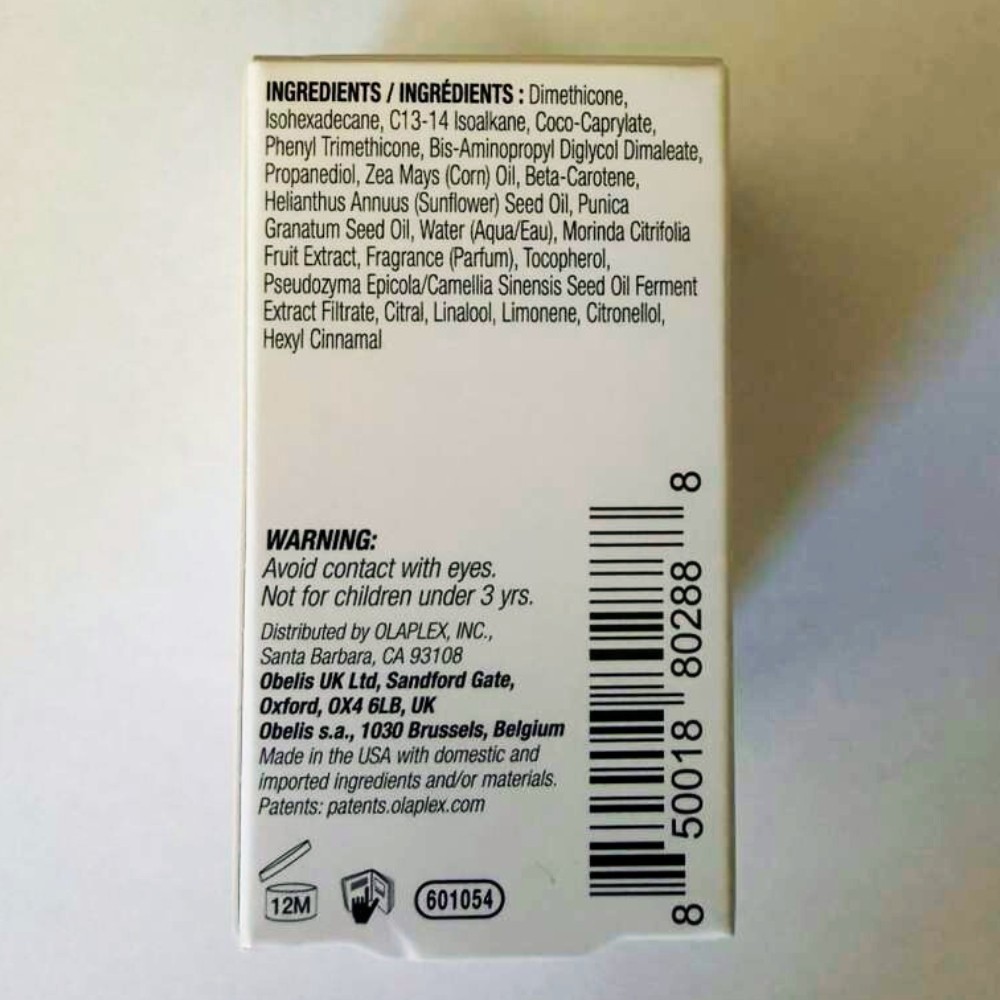 INGREDIENTS / INGRÉDIENTS : Dimethicone,
Isohexadecane, C13-14 Isoalkane, Coco-Caprylate,
Phenyl Trimethicone, Bis-Aminopropyl Diglycol Dimaleate,
Propanediol, Zea Mays (Corn) Oil, Beta-Carotene,
Helianthus Annuus (Sunflower) Seed Oil, Punica
Granatum Seed Oil, Water (Aqua/Eau), Morinda Citrifolia
Fruit Extract, Fragrance (Parfum), Tocopherol,
Pseudozyma Epicola/Camellia Sinensis Seed Oil Ferment
Extract Filtrate, Citral, Linalool, Limonene, Citronellol,
Hexyl Cinnamal
WARNING:
Avoid contact with eyes.
Not for children under 3 yrs.
Distributed by OLAPLEX, INC.,
Santa Barbara, CA 93108
Obelis UK Ltd, Sandford Gate,
Oxford, OX4 6LB, UK
Obelis s.a., 1030 Brussels, Belgium
Made in the USA with domestic and
imported ingredients and/or materials.
Patents: patents.olaplex.com
12M
601054
8 50018 80288 8